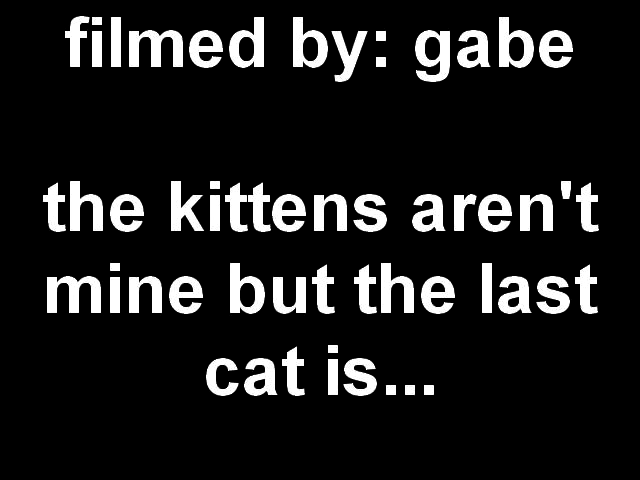 filmed by: gabe
the kittens aren't
mine but the last
cat is...